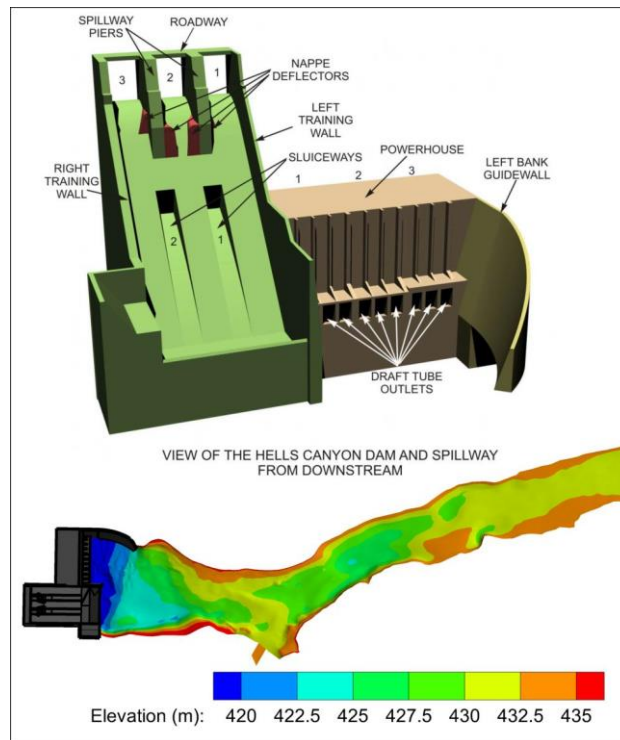 SPILLWAY
PIERS
ROADWAY
3
2
1
NAPPE
DEFLECTORS
LEFT
TRAINING
WALL
SLUICEWAYS
RIGHT
TRAINING
WALL
2
1
POWERHOUSE
1 2 3
LEFT BANK
GUIDEWALL
DRAFT TUBE
OUTLETS
VIEW OF THE HELLS CANYON DAM AND SPILLWAY
FROM DOWNSTREAM
Elevation (m): 420 422.5 425 427.5 430 432.5 435